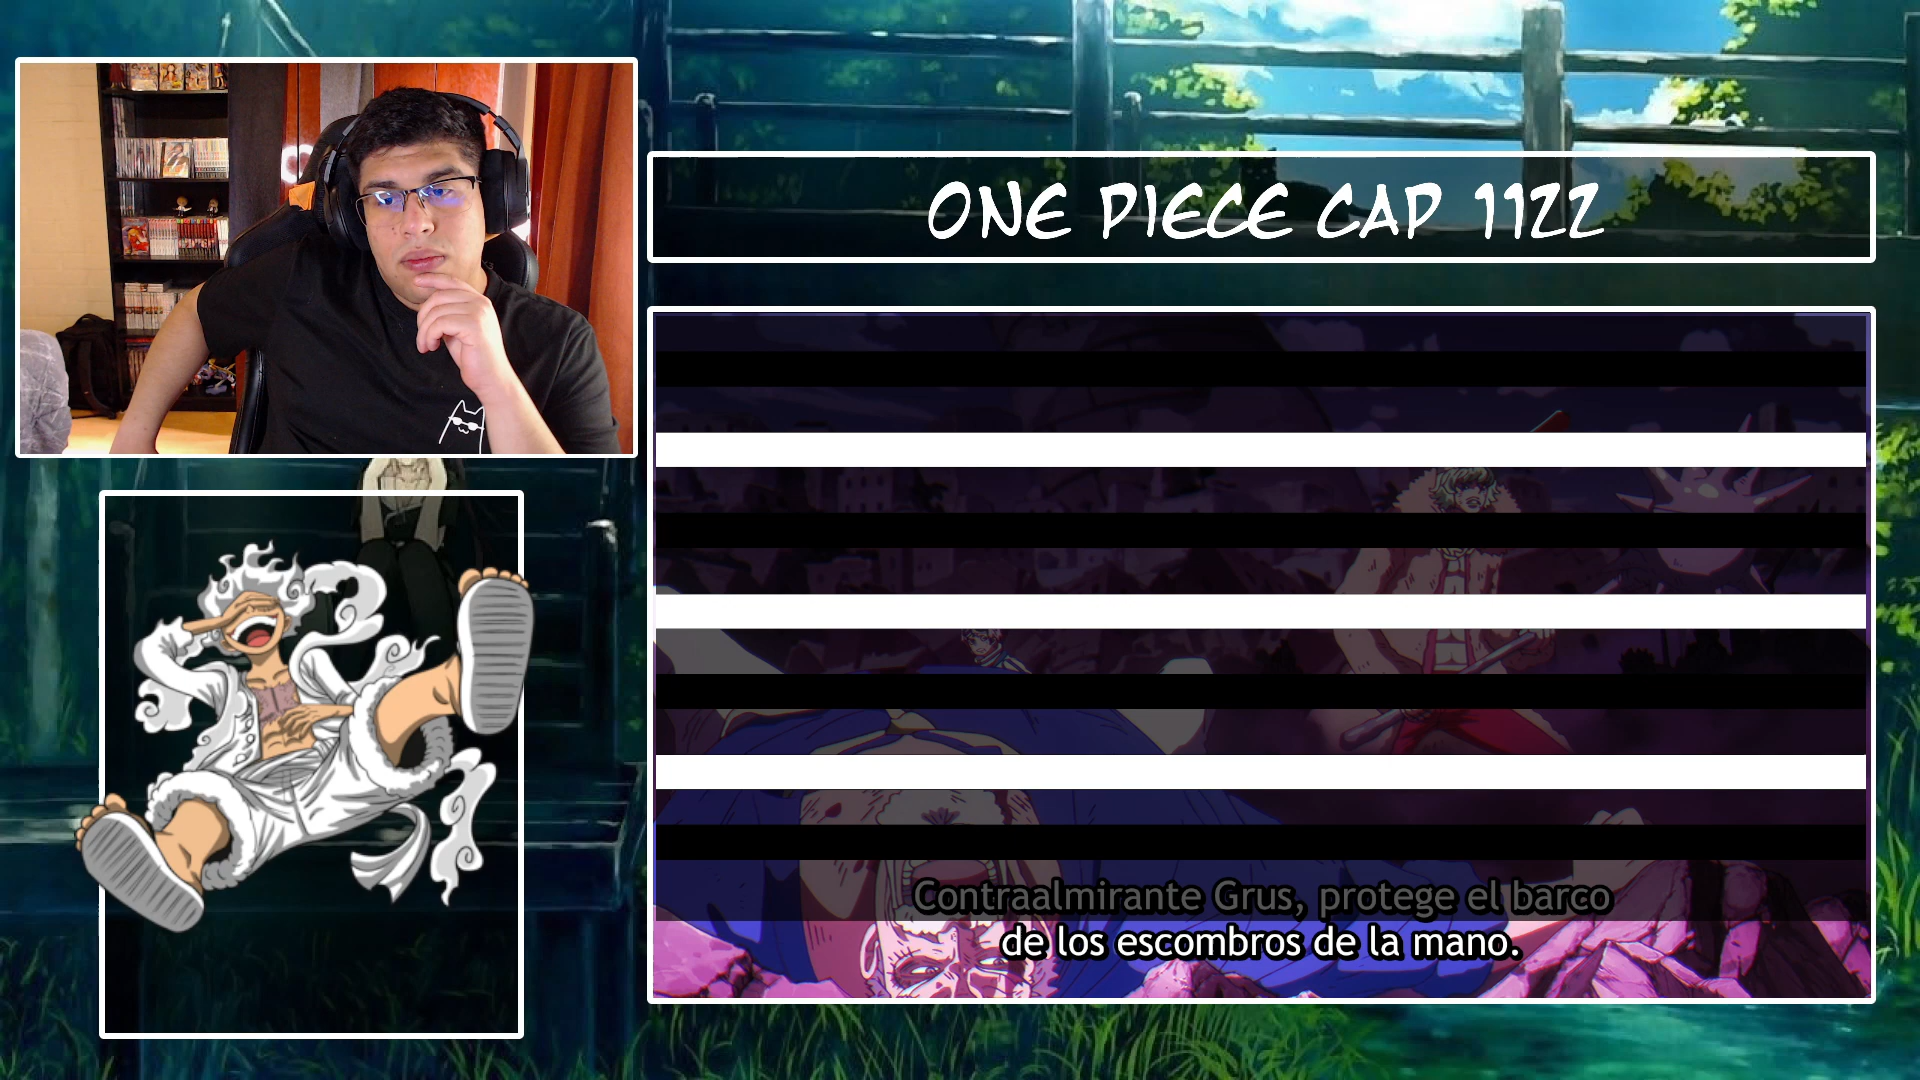 ONE PIECE CAP 1122
Contraalmirante Grus, protege el barco
de los escombros de la mano.